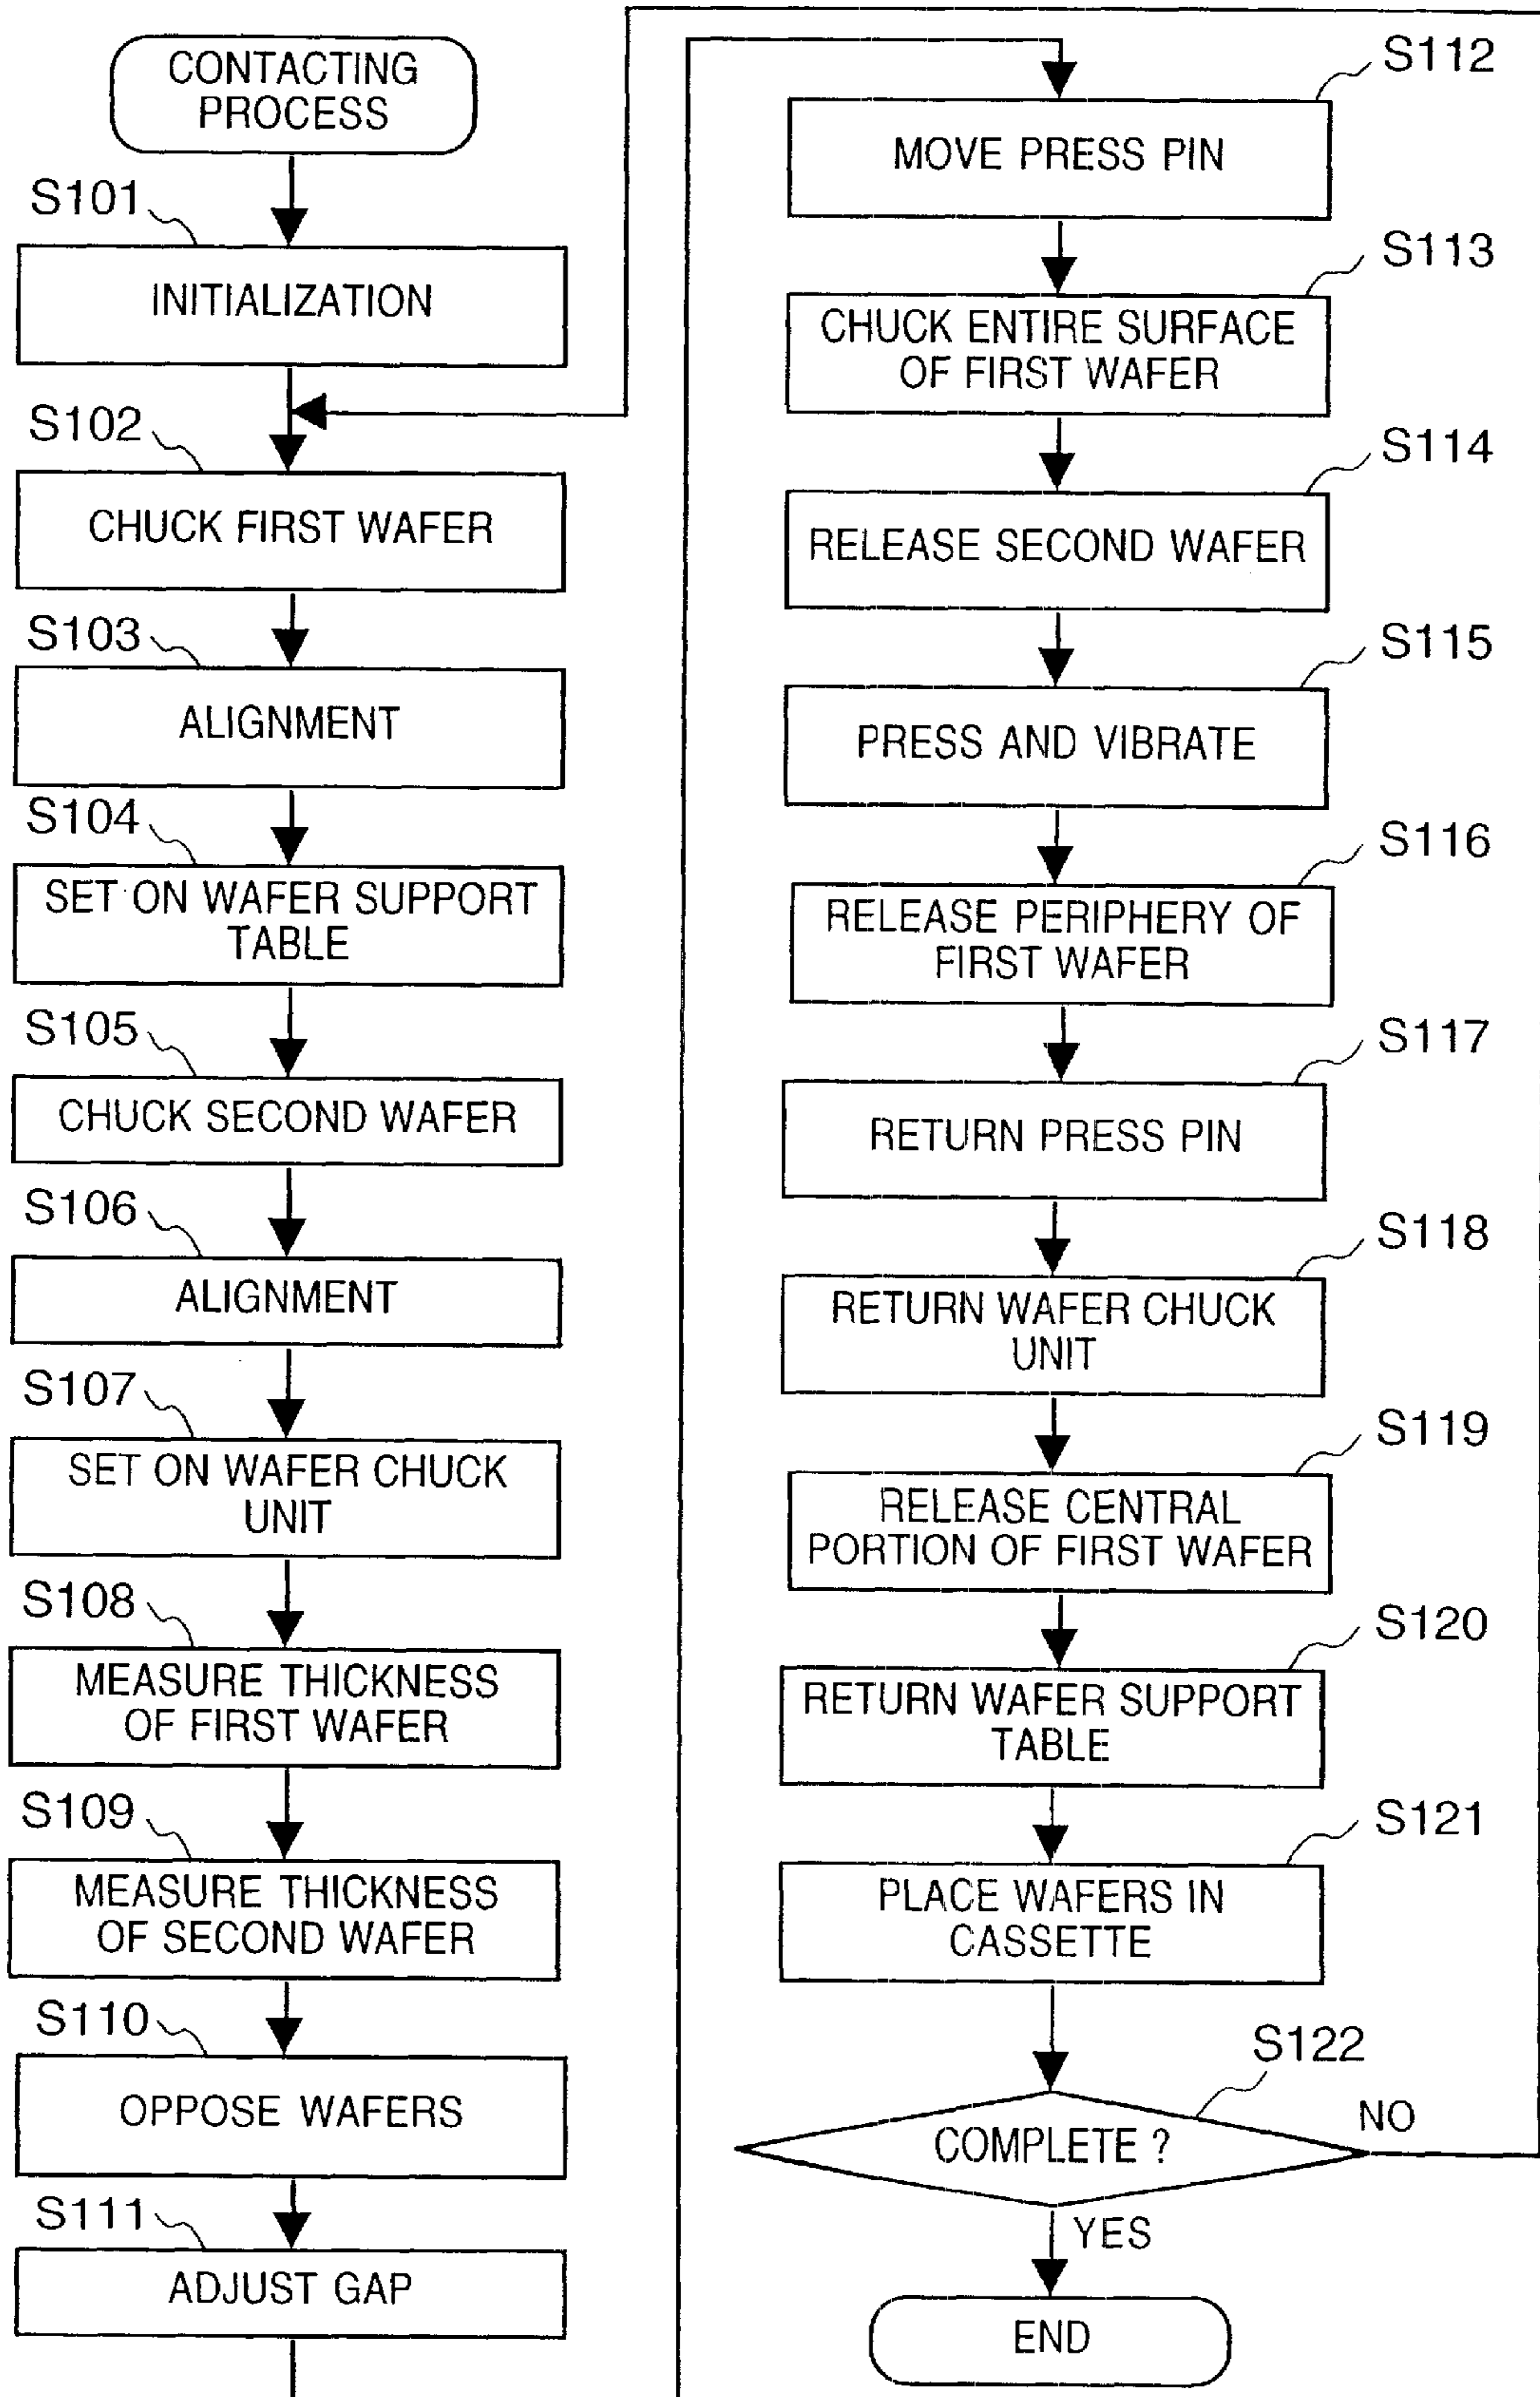 CONTACTING
PROCESS
S101
INITIALIZATION
S102
CHUCK FIRST WAFER
S103
ALIGNMENT
S104
SET ON WAFER SUPPORT
TABLE
S105
CHUCK SECOND WAFER
S106
ALIGNMENT
S107
SET ON WAFER CHUCK
UNIT
S108
MEASURE THICKNESS
OF FIRST WAFER
S109
MEASURE THICKNESS
OF SECOND WAFER
S110
OPPOSE WAFERS
S111
ADJUST GAP
S112
MOVE PRESS PIN
S113
CHUCK ENTIRE SURFACE
OF FIRST WAFER
S114
RELEASE SECOND WAFER
S115
PRESS AND VIBRATE
S116
RELEASE PERIPHERY OF
FIRST WAFER
S117
RETURN PRESS PIN
S118
RETURN WAFER CHUCK
UNIT
S119
RELEASE CENTRAL
PORTION OF FIRST WAFER
S120
RETURN WAFER SUPPORT
TABLE
S121
PLACE WAFERS IN
CASSETTE
S122
COMPLETE ?
NO
YES
END